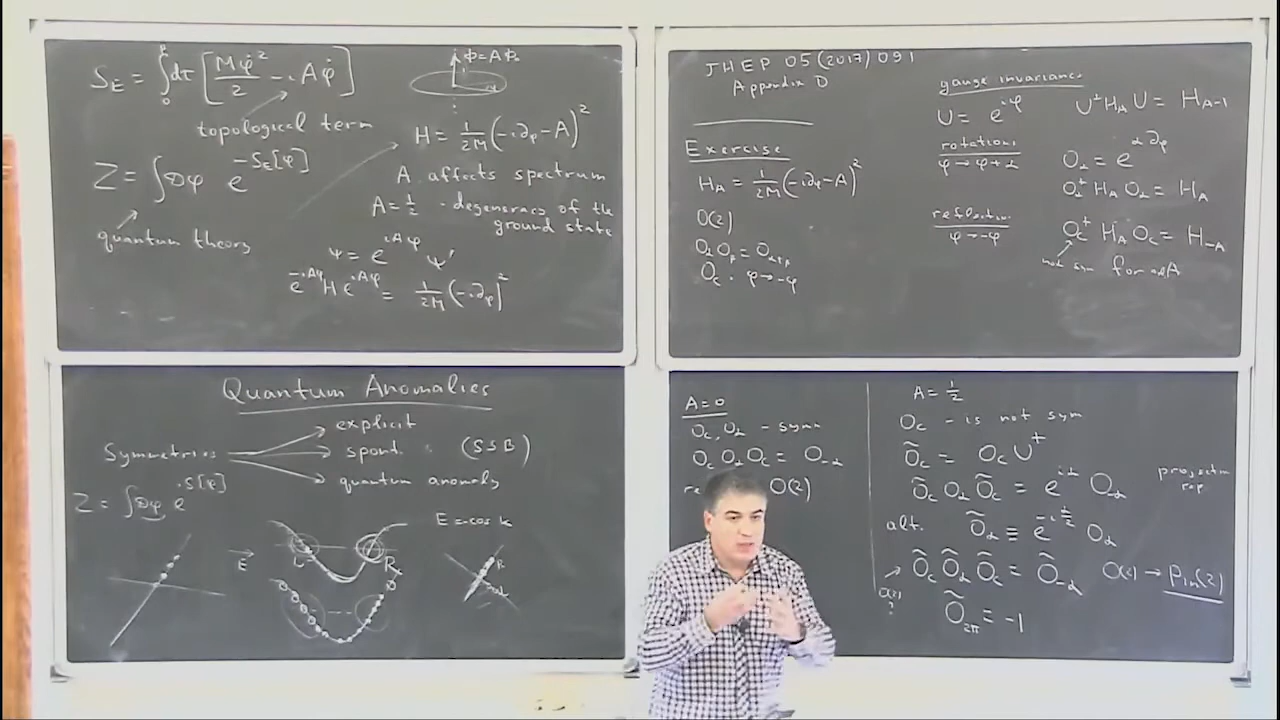 S_E = ∫₀^β dτ [ Mφ̇²/2 − iAφ̇ ]
topological term
Φ = AΦ₀
Z = ∫Dφ e^{−S_E[φ]}
quantum theory
H = 1/2M (−i∂_φ − A)²
A affects spectrum
A = 1/2 - degeneracy of the
ground state
Ψ = e^{iAφ} Ψ'
e^{−iAφ} H e^{iAφ} = 1/2M (−i∂_φ)²
JHEP 05 (2017) 091
Appendix D
Exercise
H_A = 1/2M (−i∂_φ − A)²
O(2)
O_α O_β = O_{α+β}
O_c : φ → −φ
gauge invariance
U = e^{iφ}
U⁺ H_A U = H_{A−1}
rotations
φ → φ + α
O_α = e^{α∂_φ}
O_α⁺ H_A O_α = H_A
reflection
φ → −φ
O_c⁺ H_A O_c = H_{−A}
not sym for all A
Quantum Anomalies
Symmetries
explicit
spont. (SSB)
quantum anomaly
Z = ∫Dφ e^{iS[φ]}
E
L
R
E = −cos k
R
A = 0
O_c, O_α - symm
O_c O_α O_c = O_{−α}
O(2)
A = 1/2
O_c - is not sym
Õ_c = O_c U⁺
Õ_c O_α Õ_c = e^{iα} O_{−α}
rep.
alt. Õ_α ≡ e^{−iα/2} O_α
Õ_c Õ_α Õ_c = Õ_{−α}
O(2) → Pin(2)
O(2)
?
Õ_{2π} = −1